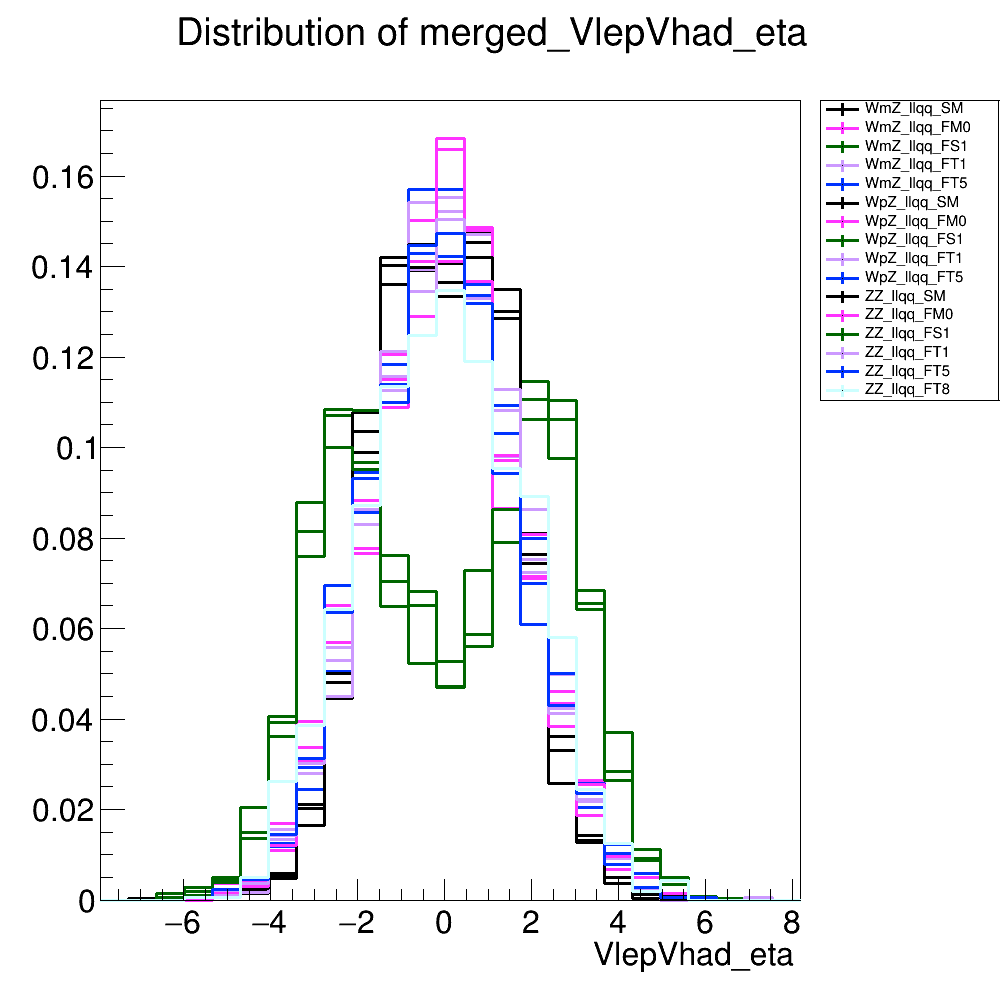 Distribution of merged_VlepVhad_eta
WmZ_llqq_SM
WmZ_llqq_FM0
WmZ_llqq_FS1
WmZ_llqq_FT1
WmZ_llqq_FT5
WpZ_llqq_SM
WpZ_llqq_FM0
WpZ_llqq_FS1
WpZ_llqq_FT1
WpZ_llqq_FT5
ZZ_llqq_SM
ZZ_llqq_FM0
ZZ_llqq_FS1
ZZ_llqq_FT1
ZZ_llqq_FT5
ZZ_llqq_FT8
0.16
0.14
0.12
0.1
0.08
0.06
0.04
0.02
0
−6 −4 −2 0 2 4 6 8
VlepVhad_eta